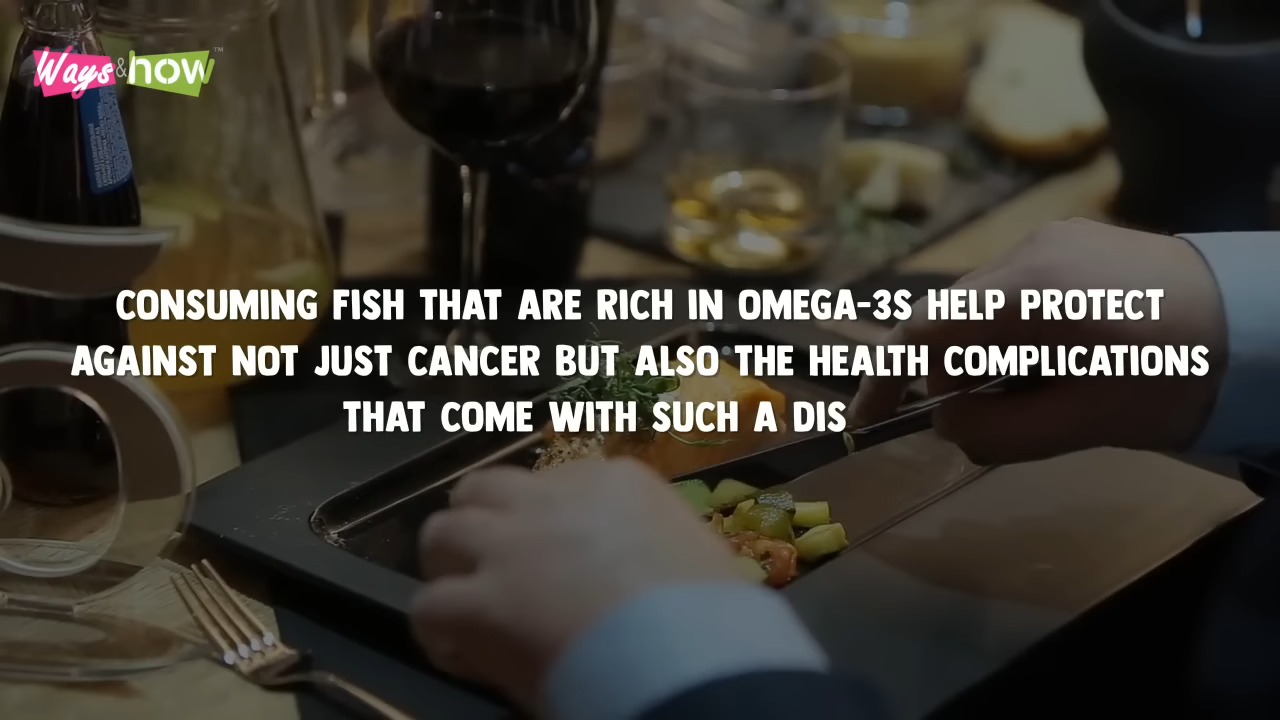 Ways & how ™
CONSUMING FISH THAT ARE RICH IN OMEGA-3S HELP PROTECT
AGAINST NOT JUST CANCER BUT ALSO THE HEALTH COMPLICATIONS
THAT COME WITH SUCH A DIS